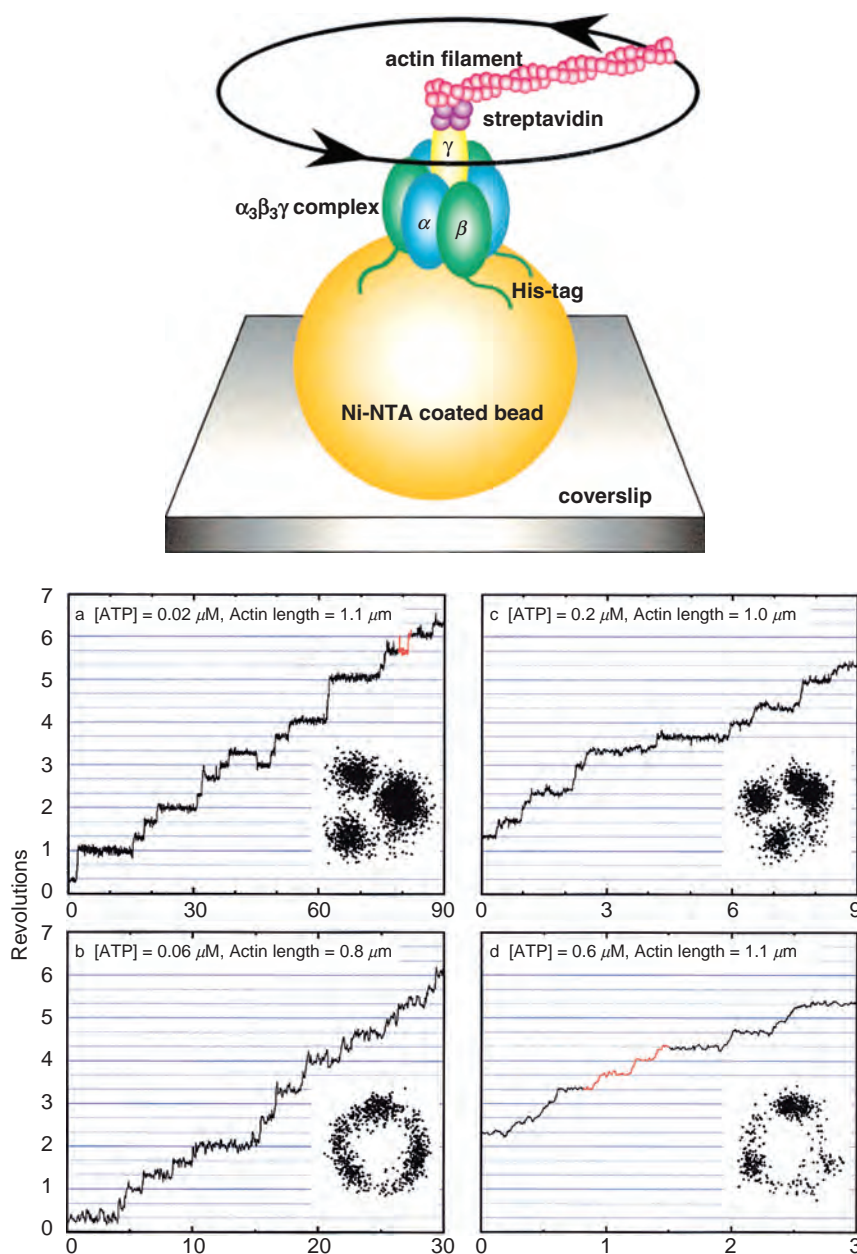 actin filament
streptavidin
γ
α₃β₃γ complex
α
β
His-tag
Ni-NTA coated bead
coverslip
Revolutions
a [ATP] = 0.02 μM, Actin length = 1.1 μm
7
6
5
4
3
2
1
0
0 30 60 90
c [ATP] = 0.2 μM, Actin length = 1.0 μm
0 3 6 9
b [ATP] = 0.06 μM, Actin length = 0.8 μm
7
6
5
4
3
2
1
0
0 10 20 30
d [ATP] = 0.6 μM, Actin length = 1.1 μm
0 1 2 3